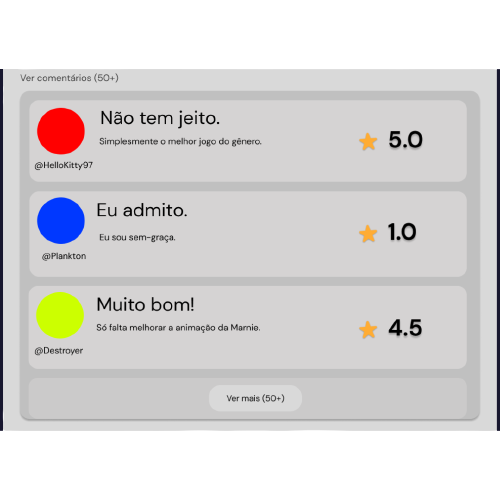 Ver comentários (50+)
Não tem jeito.
Simplesmente o melhor jogo do gênero.
@HelloKitty97
5.0
Eu admito.
Eu sou sem-graça.
@Plankton
1.0
Muito bom!
Só falta melhorar a animação da Marnie.
@Destroyer
4.5
Ver mais (50+)